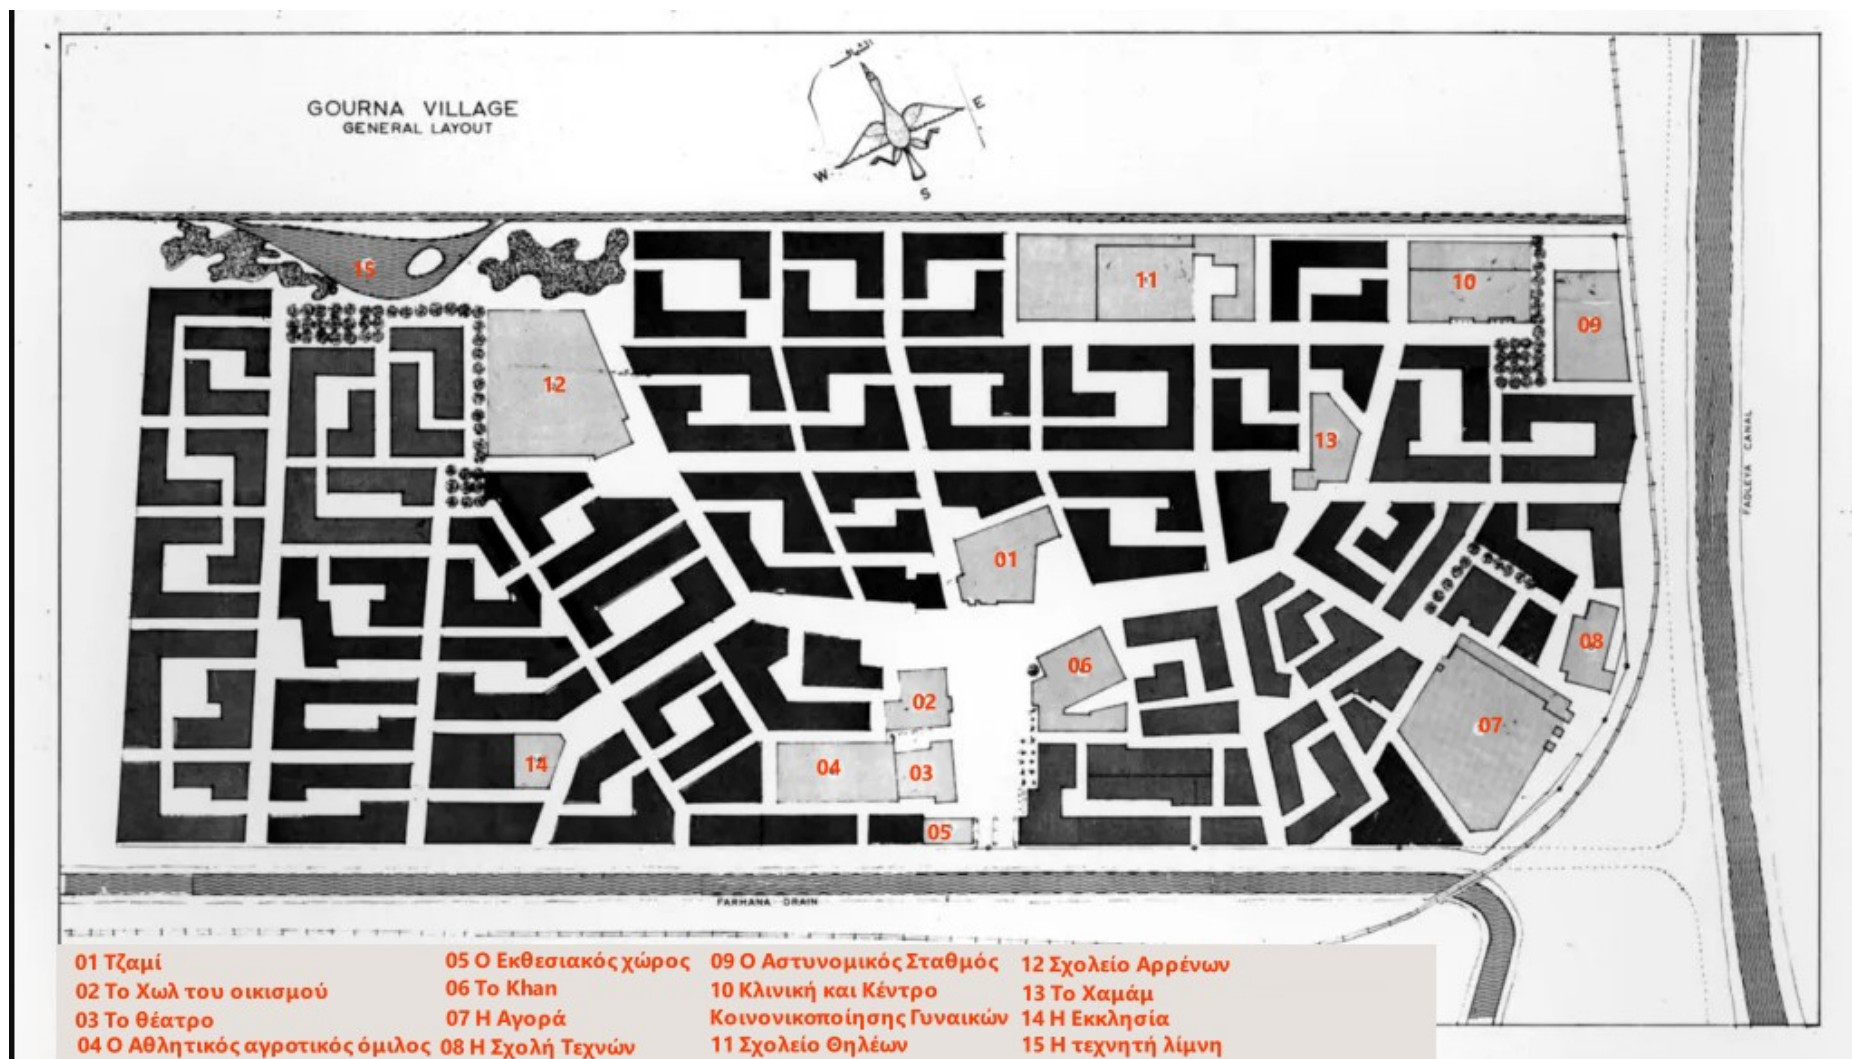 GOURNA VILLAGE
GENERAL LAYOUT
E
W
S
15
11
10
09
12
13
01
08
06
02
07
14
04
03
05
FADLEYA CANAL
FARHANA DRAIN
01 Τζαμί
02 Το Χωλ του οικισμού
03 Το θέατρο
04 Ο Αθλητικός αγροτικός όμιλος
05 Ο Εκθεσιακός χώρος
06 Το Khan
07 Η Αγορά
08 Η Σχολή Τεχνών
09 Ο Αστυνομικός Σταθμός
10 Κλινική και Κέντρο
Κοινονικοποίησης Γυναικών
11 Σχολείο Θηλέων
12 Σχολείο Αρρένων
13 Το Χαμάμ
14 Η Εκκλησία
15 Η τεχνητή λίμνη